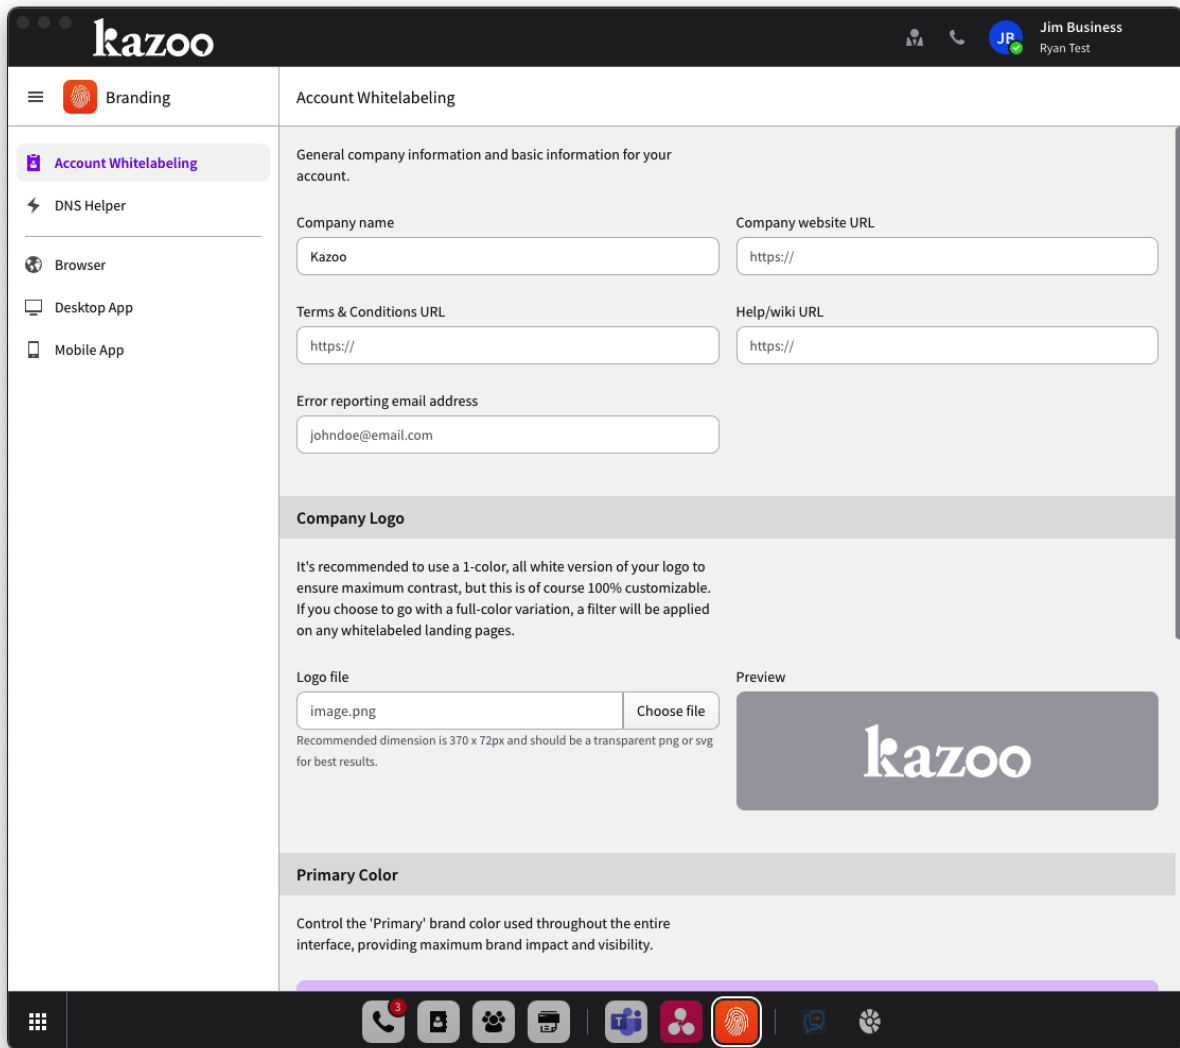 kazoo
JB
Jim Business
Ryan Test
Branding
Account Whitelabeling
Account Whitelabeling
DNS Helper
Browser
Desktop App
Mobile App
General company information and basic information for your
account.
Company name
Company website URL
Kazoo
https://
Terms & Conditions URL
Help/wiki URL
https://
https://
Error reporting email address
johndoe@email.com
Company Logo
It's recommended to use a 1-color, all white version of your logo to
ensure maximum contrast, but this is of course 100% customizable.
If you choose to go with a full-color variation, a filter will be applied
on any whitelabeled landing pages.
Logo file
Preview
image.png
Choose file
kazoo
Recommended dimension is 370 x 72px and should be a transparent png or svg
for best results.
Primary Color
Control the 'Primary' brand color used throughout the entire
interface, providing maximum brand impact and visibility.
3
T